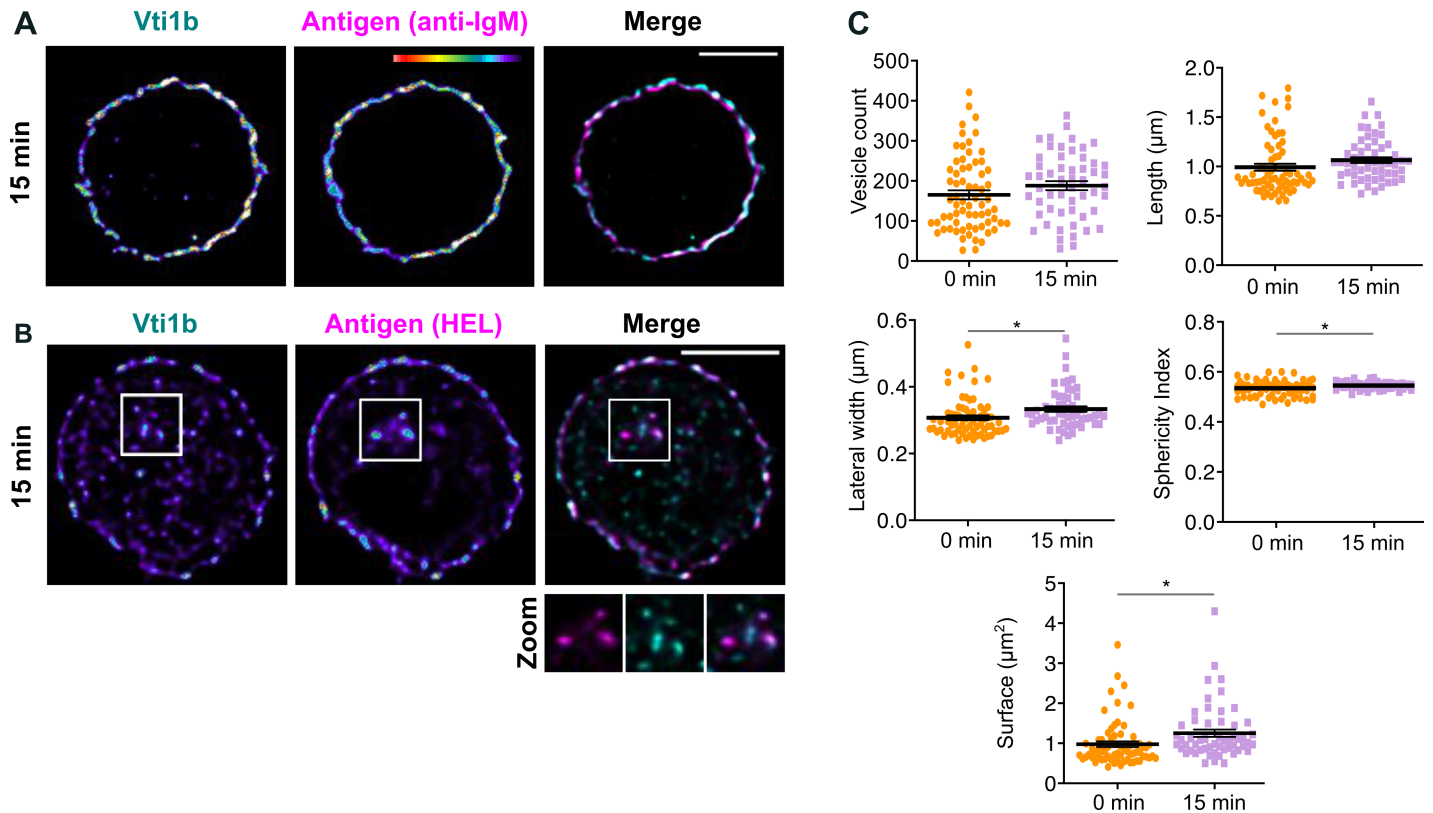 A
Vti1b
Antigen (anti-IgM)
Merge
15 min
B
Vti1b
Antigen (HEL)
Merge
15 min
Zoom
C
Vesicle count
500
400
300
200
100
0
0 min
15 min
Length (µm)
2.0
1.5
1.0
0.5
0.0
0 min
15 min
Lateral width (µm)
0.6
0.4
0.2
0.0
*
0 min
15 min
Sphericity Index
0.8
0.6
0.4
0.2
0.0
*
0 min
15 min
Surface (µm²)
5
4
3
2
1
0
*
0 min
15 min